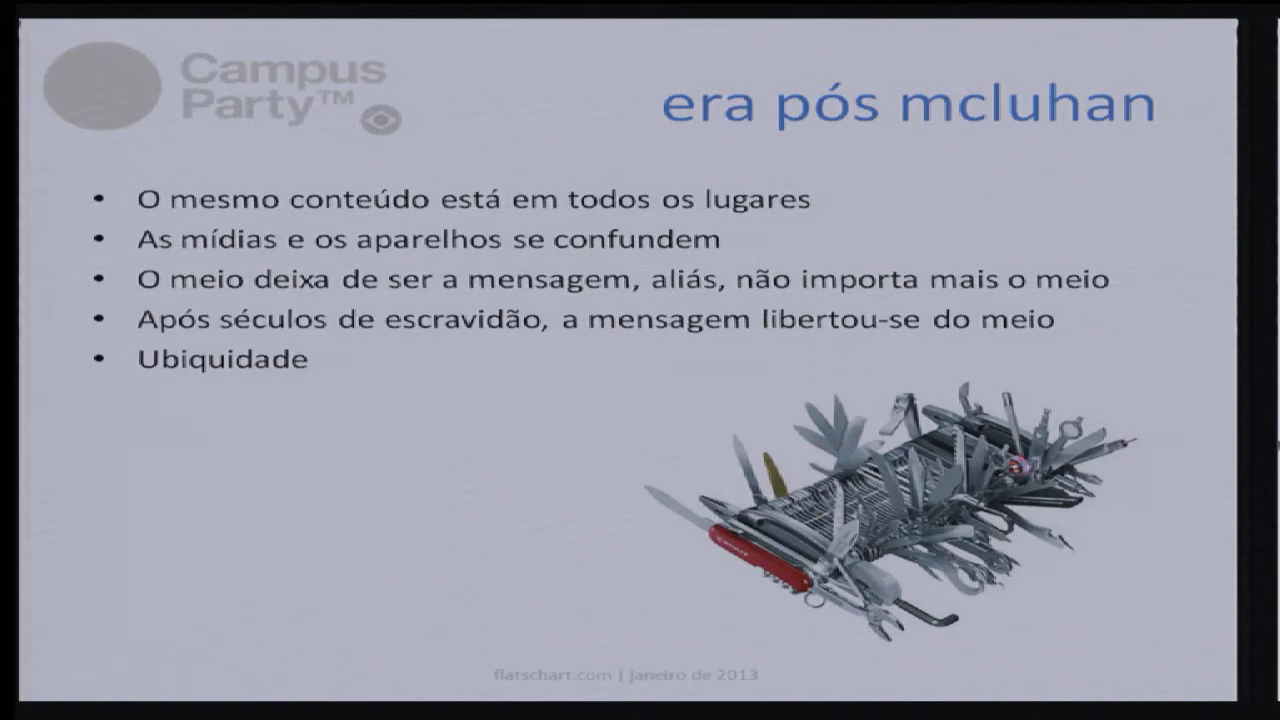 Campus
Party™
era pós mcluhan
• O mesmo conteúdo está em todos os lugares
• As mídias e os aparelhos se confundem
• O meio deixa de ser a mensagem, aliás, não importa mais o meio
• Após séculos de escravidão, a mensagem libertou-se do meio
• Ubiquidade
flatschart.com | janeiro de 2013